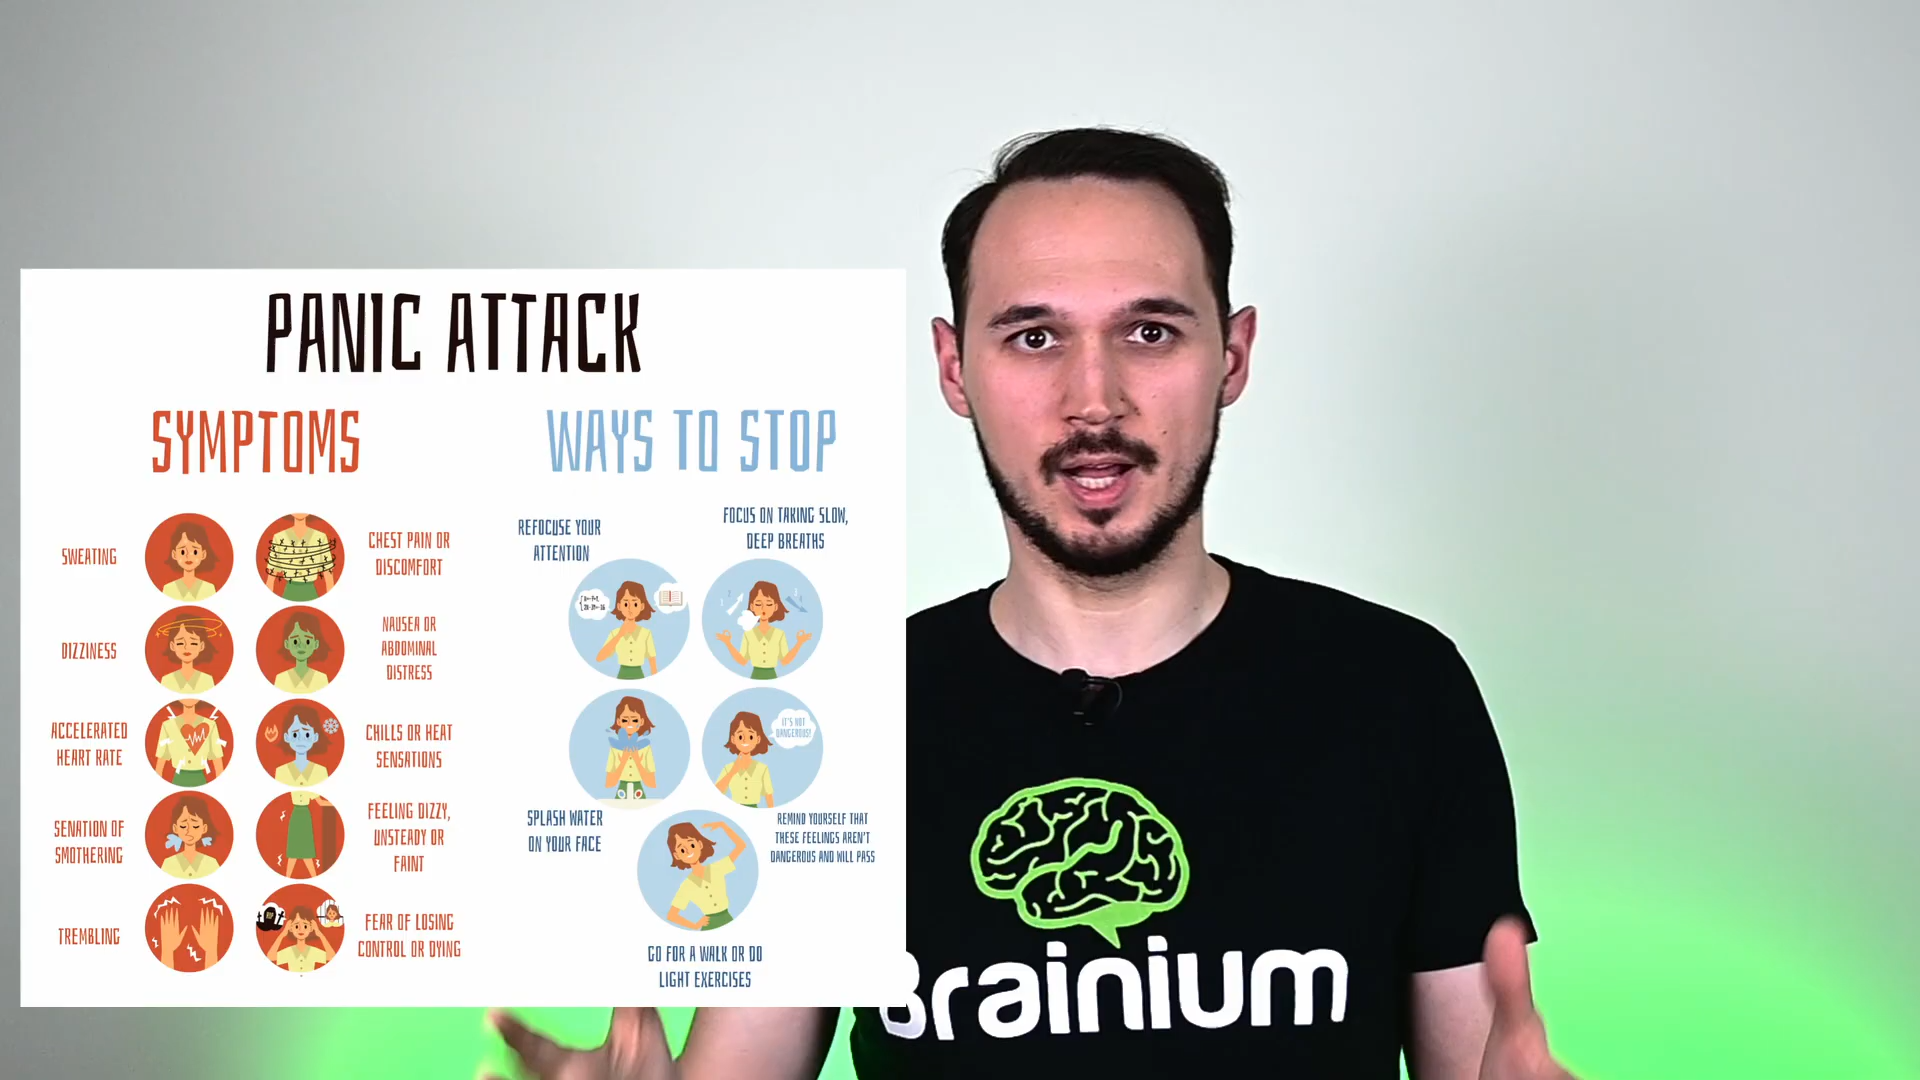 PANIC ATTACK
SYMPTOMS
SWEATING
CHEST PAIN OR
DISCOMFORT
DIZZINESS
NAUSEA OR
ABDOMINAL
DISTRESS
ACCELERATED
HEART RATE
CHILLS OR HEAT
SENSATIONS
SENATION OF
SMOTHERING
FEELING DIZZY,
UNSTEADY OR
FAINT
TREMBLING
FEAR OF LOSING
CONTROL OR DYING
WAYS TO STOP
REFOCUSE YOUR
ATTENTION
FOCUS ON TAKING SLOW,
DEEP BREATHS
IT'S NOT
DANGEROUS!
SPLASH WATER
ON YOUR FACE
REMIND YOURSELF THAT
THESE FEELINGS AREN'T
DANGEROUS AND WILL PASS
GO FOR A WALK OR DO
LIGHT EXERCISES
Brainium